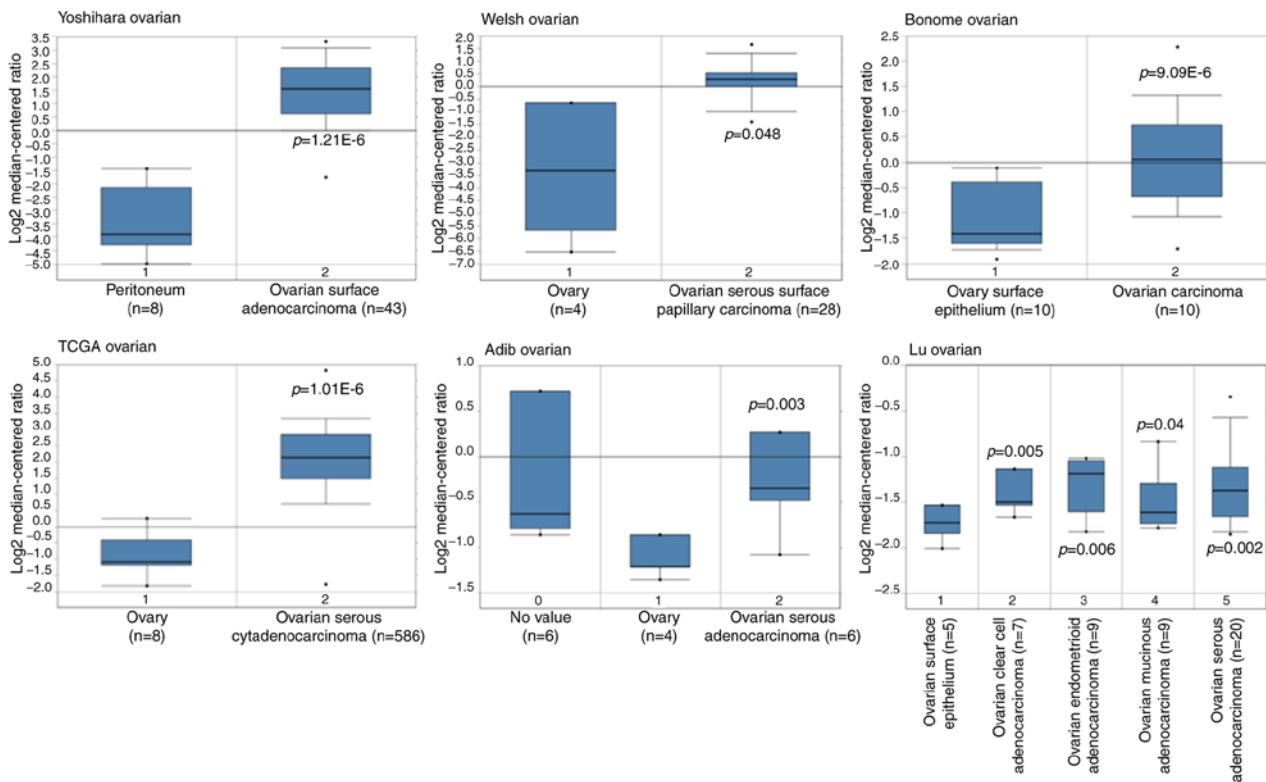 Yoshihara ovarian
Log2 median-centered ratio
3.5
3.0
2.5
2.0
1.5
1.0
0.5
0.0
−0.5
−1.0
−1.5
−2.0
−2.5
−3.0
−3.5
−4.0
−4.5
−5.0
p=1.21E-6
1
2
Peritoneum
(n=8)
Ovarian surface
adenocarcinoma (n=43)
Welsh ovarian
Log2 median-centered ratio
2.0
1.5
1.0
0.5
0.0
−0.5
−1.0
−1.5
−2.0
−2.5
−3.0
−3.5
−4.0
−4.5
−5.0
−5.5
−6.0
−6.5
−7.0
p=0.048
1
2
Ovary
(n=4)
Ovarian serous surface
papillary carcinoma (n=28)
Bonome ovarian
Log2 median-centered ratio
2.5
2.0
1.5
1.0
0.5
0.0
−0.5
−1.0
−1.5
−2.0
p=9.09E-6
1
2
Ovary surface
epithelium (n=10)
Ovarian carcinoma
(n=10)
TCGA ovarian
Log2 median-centered ratio
5.0
4.5
4.0
3.5
3.0
2.5
2.0
1.5
1.0
0.5
0.0
−0.5
−1.0
−1.5
−2.0
p=1.01E-6
1
2
Ovary
(n=8)
Ovarian serous
cytadenocarcinoma (n=586)
Adib ovarian
Log2 median-centered ratio
1.0
0.5
0.0
−0.5
−1.0
−1.5
p=0.003
0
1
2
No value
(n=6)
Ovary
(n=4)
Ovarian serous
adenocarcinoma (n=6)
Lu ovarian
Log2 median-centered ratio
0.0
−0.5
−1.0
−1.5
−2.0
−2.5
p=0.005
p=0.006
p=0.04
p=0.002
1
2
3
4
5
Ovarian surface
epithelium (n=5)
Ovarian clear cell
adenocarcinoma (n=7)
Ovarian endometrioid
adenocarcinoma (n=9)
Ovarian mucinous
adenocarcinoma (n=9)
Ovarian serous
adenocarcinoma (n=20)